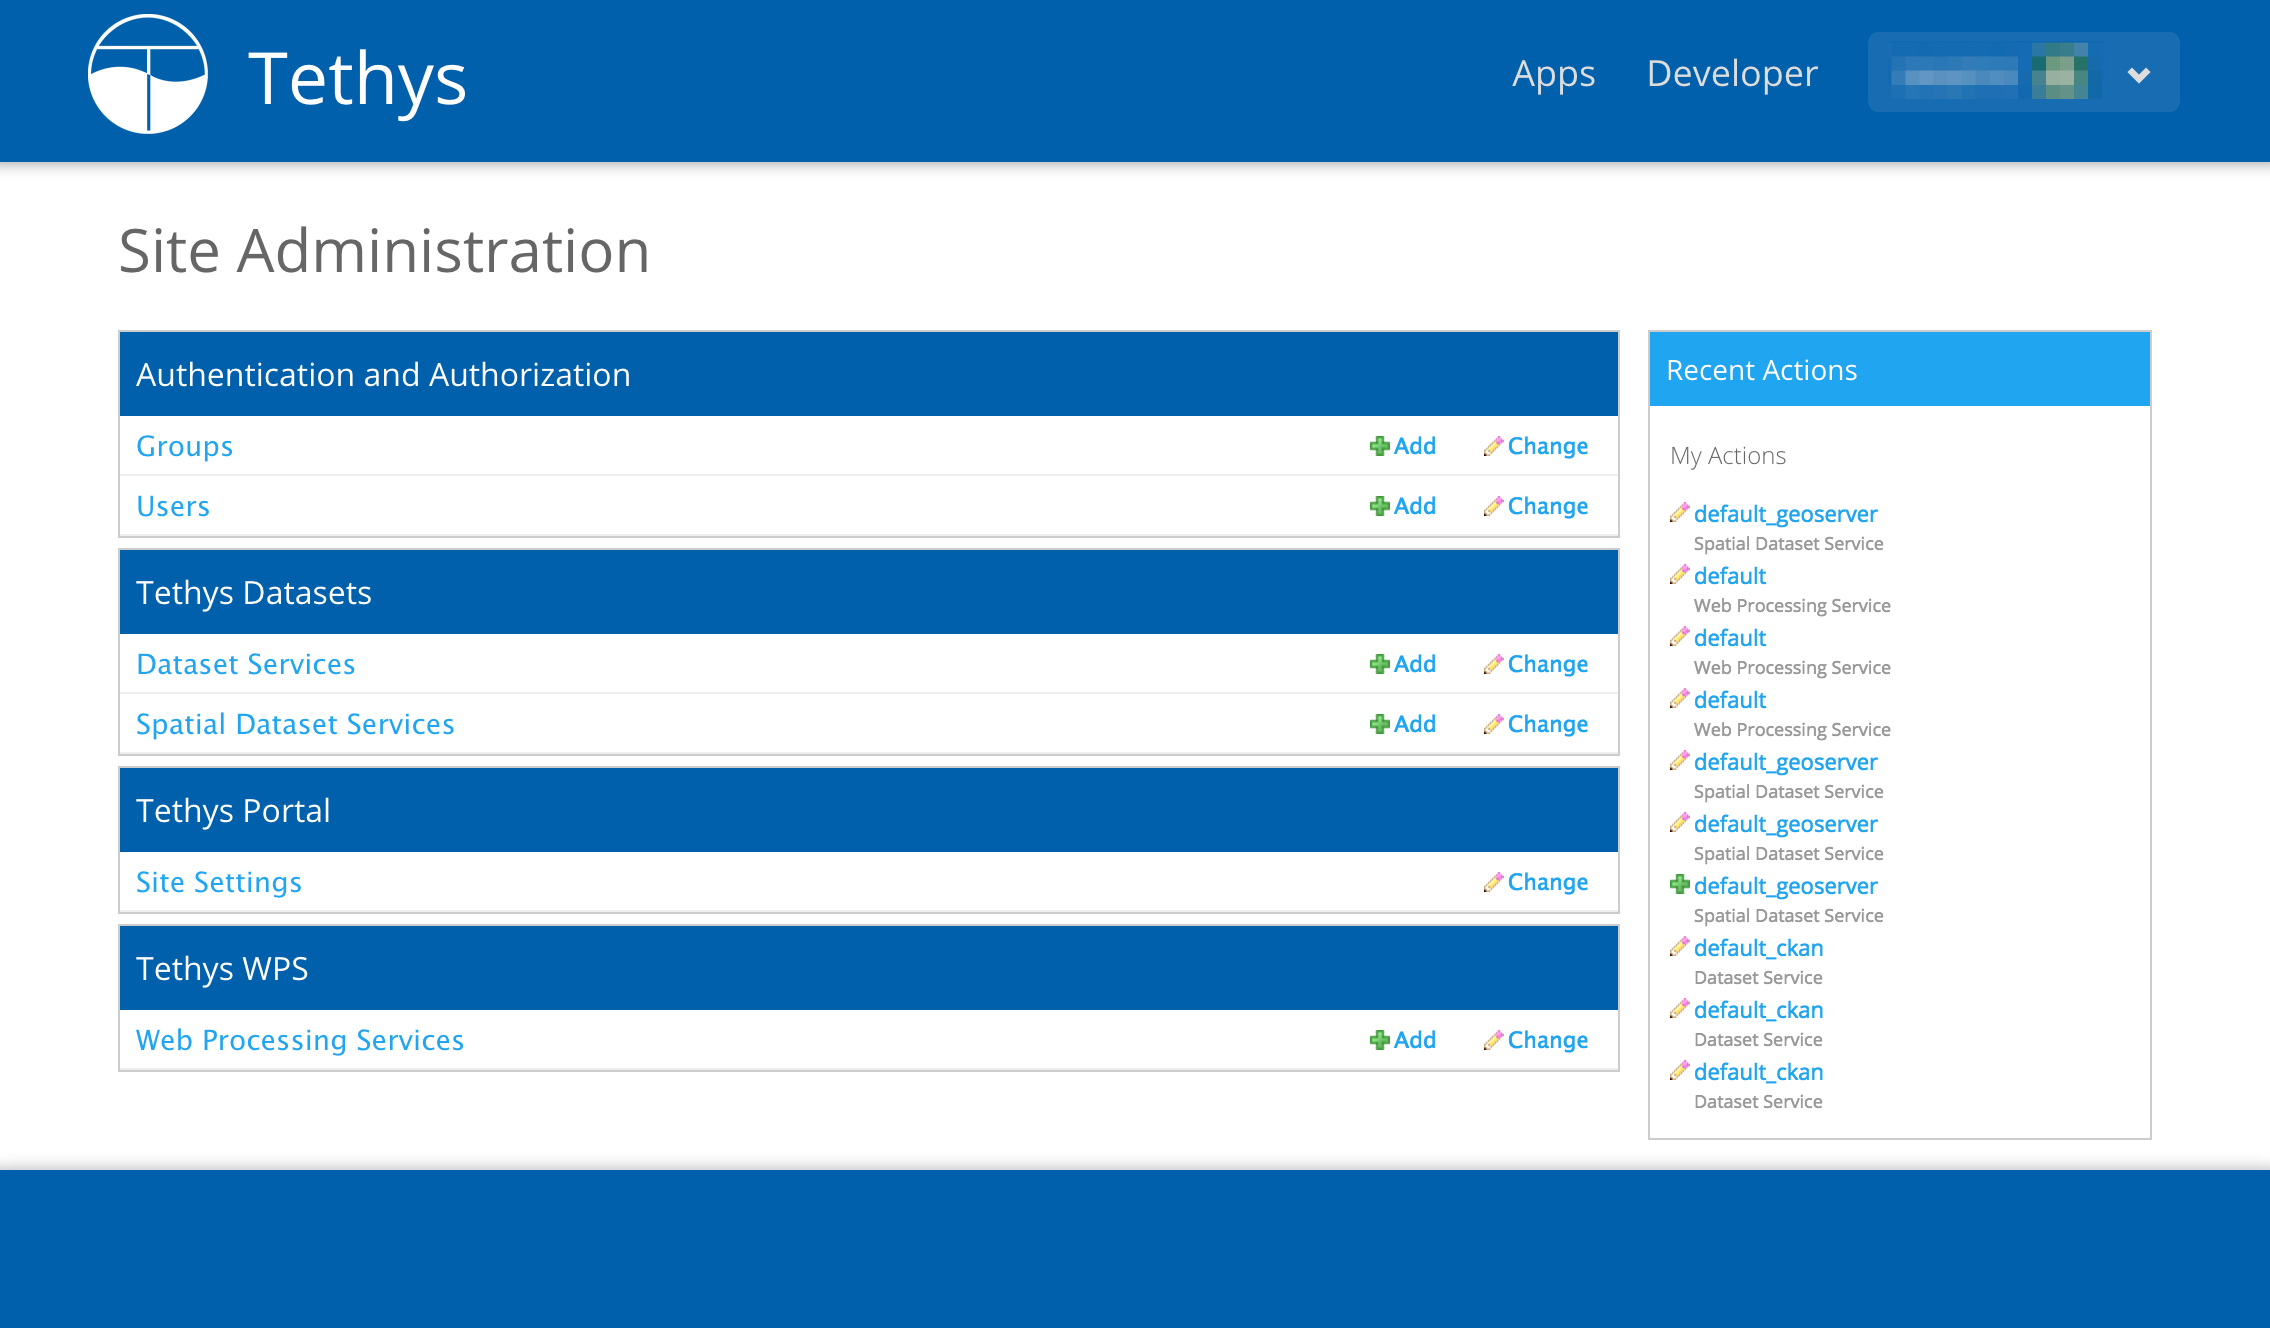 Tethys
Apps Developer
Site Administration
Authentication and Authorization
Groups Add Change
Users Add Change
Tethys Datasets
Dataset Services Add Change
Spatial Dataset Services Add Change
Tethys Portal
Site Settings Change
Tethys WPS
Web Processing Services Add Change
Recent Actions
My Actions
default_geoserver
Spatial Dataset Service
default
Web Processing Service
default
Web Processing Service
default
Web Processing Service
default_geoserver
Spatial Dataset Service
default_geoserver
Spatial Dataset Service
default_geoserver
Spatial Dataset Service
default_ckan
Dataset Service
default_ckan
Dataset Service
default_ckan
Dataset Service